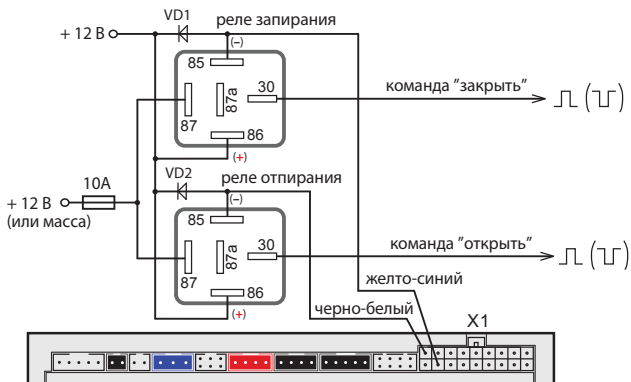 VD1
реле запирания
+ 12 В
(–)
85
30
87a
87
86
(+)
команда "закрыть"
( )
VD2
реле отпирания
10А
+ 12 В
(или масса)
(–)
85
30
87a
87
86
(+)
команда "открыть"
( )
желто-синий
черно-белый
X1